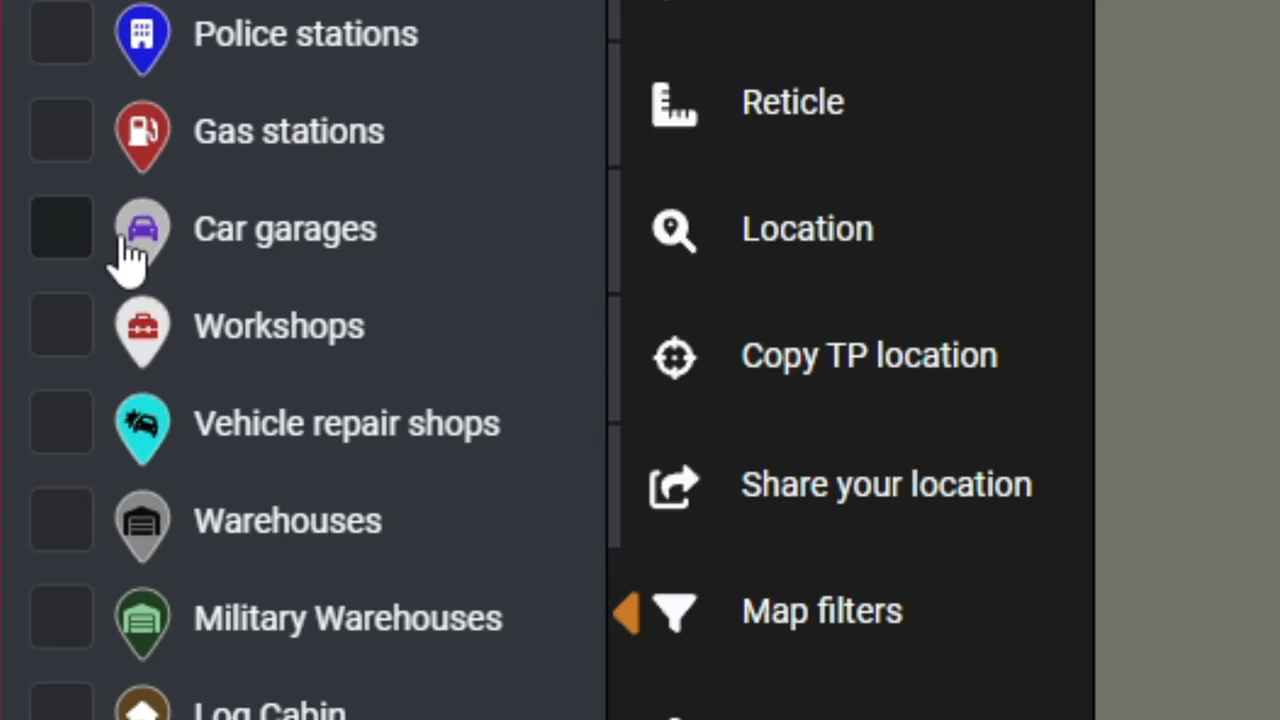 Police stations
Gas stations
Car garages
Workshops
Vehicle repair shops
Warehouses
Military Warehouses
Log Cabin
Reticle
Location
Copy TP location
Share your location
Map filters